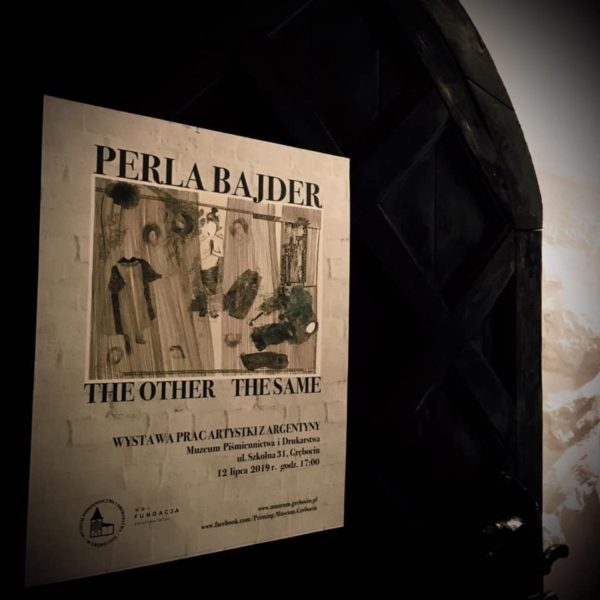 PERLA BAJDER
THE OTHER THE SAME
WYSTAWA PRAC ARTYSTKI Z ARGENTYNY
Muzeum Piśmiennictwa i Drukarstwa
ul. Szkolna 31, Grębocin
12 lipca 2019 r. godz. 17:00
www.muzeum-grebocin.pl
www.facebook.com/Printing.Museum.Grebocin
FUNDACJA